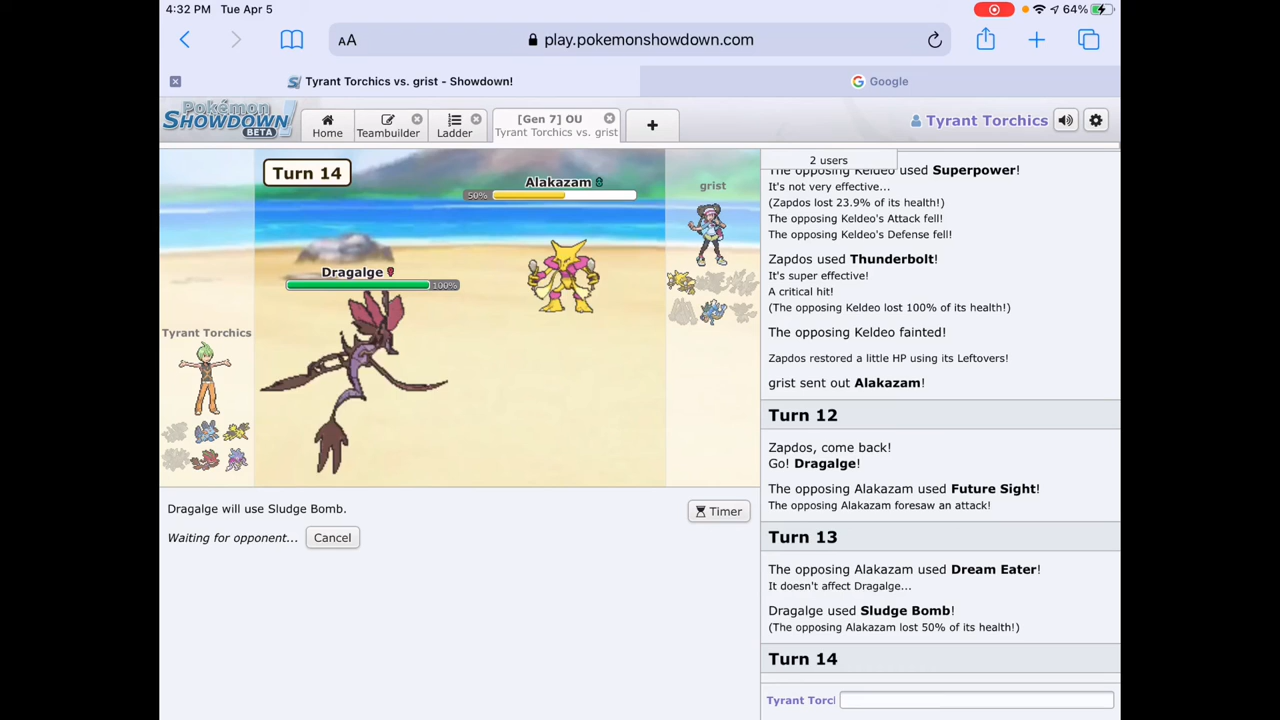 4:32 PM Tue Apr 5
64%
AA
play.pokemonshowdown.com
Tyrant Torchics vs. grist - Showdown!
Google
Pokémon
SHOWDOWN!
BETA
Home
Teambuilder
Ladder
[Gen 7] OU
Tyrant Torchics vs. grist
Tyrant Torchics
Turn 14
Alakazam
50%
Dragalge
100%
grist
Tyrant Torchics
Dragalge will use Sludge Bomb.
Timer
Waiting for opponent...
Cancel
2 users
The opposing Keldeo used Superpower!
It's not very effective...
(Zapdos lost 23.9% of its health!)
The opposing Keldeo's Attack fell!
The opposing Keldeo's Defense fell!
Zapdos used Thunderbolt!
It's super effective!
A critical hit!
(The opposing Keldeo lost 100% of its health!)
The opposing Keldeo fainted!
Zapdos restored a little HP using its Leftovers!
grist sent out Alakazam!
Turn 12
Zapdos, come back!
Go! Dragalge!
The opposing Alakazam used Future Sight!
The opposing Alakazam foresaw an attack!
Turn 13
The opposing Alakazam used Dream Eater!
It doesn't affect Dragalge...
Dragalge used Sludge Bomb!
(The opposing Alakazam lost 50% of its health!)
Turn 14
Tyrant Torc